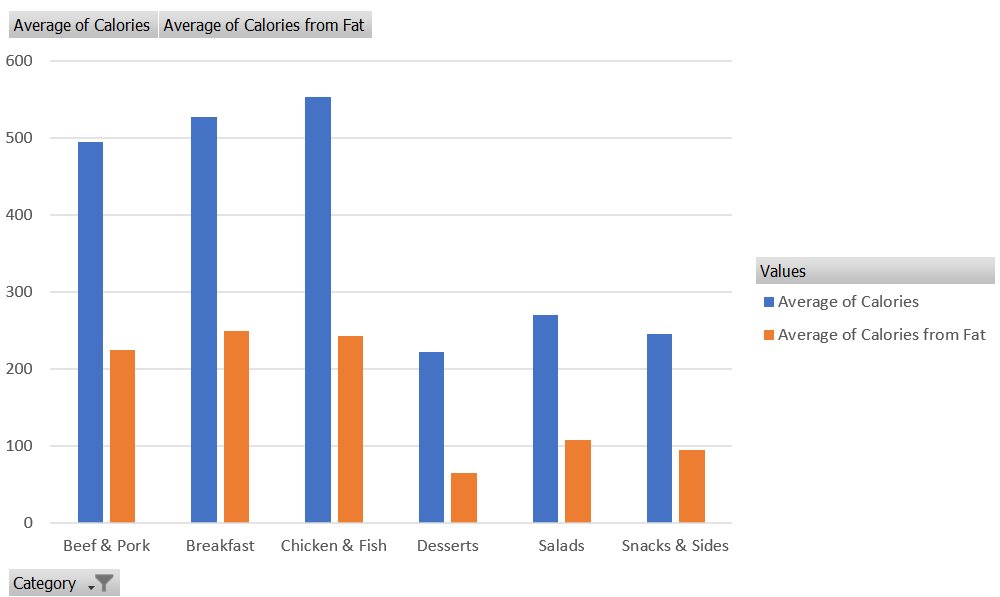 Average of Calories Average of Calories from Fat
600
500
400
300
200
100
0
Beef & Pork Breakfast Chicken & Fish Desserts Salads Snacks & Sides
Values
Average of Calories
Average of Calories from Fat
Category